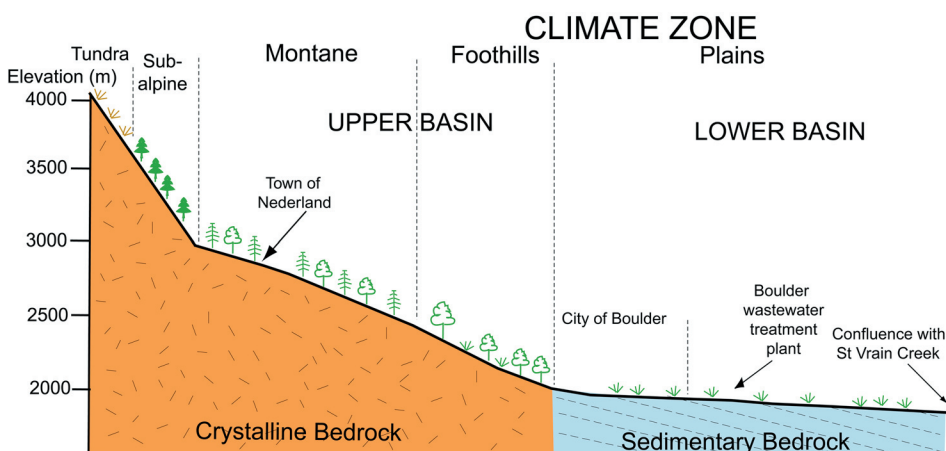 CLIMATE ZONE
Tundra
Sub-
alpine
Montane
Foothills
Plains
Elevation (m)
4000
3500
3000
2500
2000
UPPER BASIN
LOWER BASIN
Town of
Nederland
City of Boulder
Boulder
wastewater
treatment
plant
Confluence with
St Vrain Creek
Crystalline Bedrock
Sedimentary Bedrock